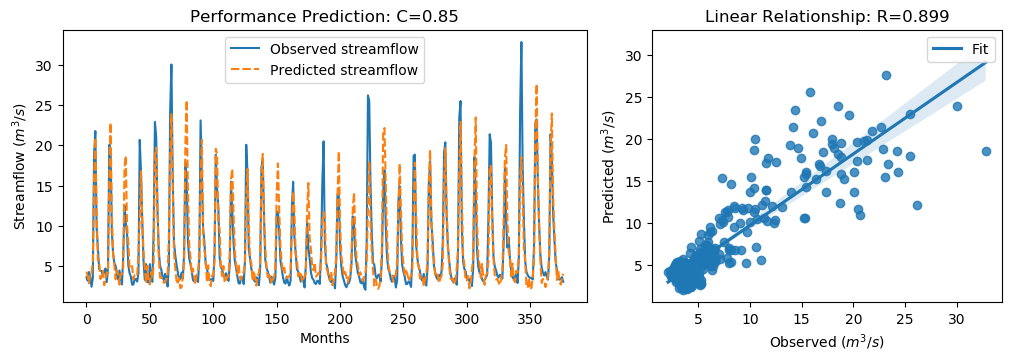 Performance Prediction: C=0.85
Observed streamflow
Predicted streamflow
Streamflow (m³/s)
30
25
20
15
10
5
0
50
100
150
200
250
300
350
Months
Linear Relationship: R=0.899
Fit
Predicted (m³/s)
30
25
20
15
10
5
5
10
15
20
25
30
Observed (m³/s)